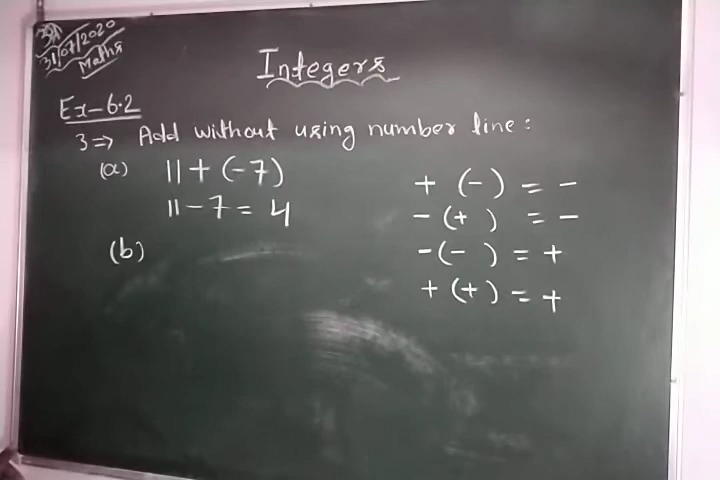 31/07/2020
Maths
Integers
Ex-6.2
3⇒ Add without using number line:
(a) 11 + (-7)
11 - 7 = 4
(b)
+ (-) = -
- (+ ) = -
- (- ) = +
+ (+) = +